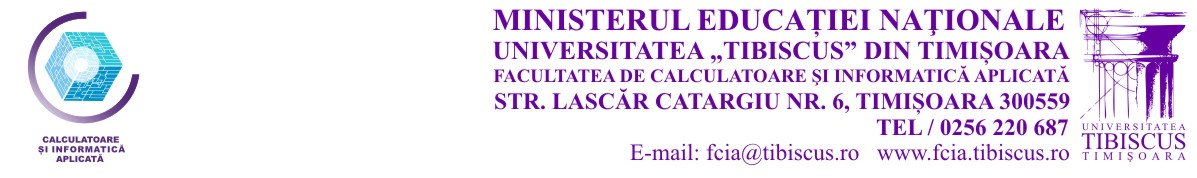 CALCULATOARE
ȘI INFORMATICĂ
APLICATĂ
MINISTERUL EDUCAȚIEI NAŢIONALE
UNIVERSITATEA „TIBISCUS” DIN TIMIȘOARA
FACULTATEA DE CALCULATOARE ȘI INFORMATICĂ APLICATĂ
STR. LASCĂR CATARGIU NR. 6, TIMIȘOARA 300559
TEL / 0256 220 687
E-mail: fcia@tibiscus.ro www.fcia.tibiscus.ro
UNIVERSITATEA
TIBISCUS
TIMIȘOARA